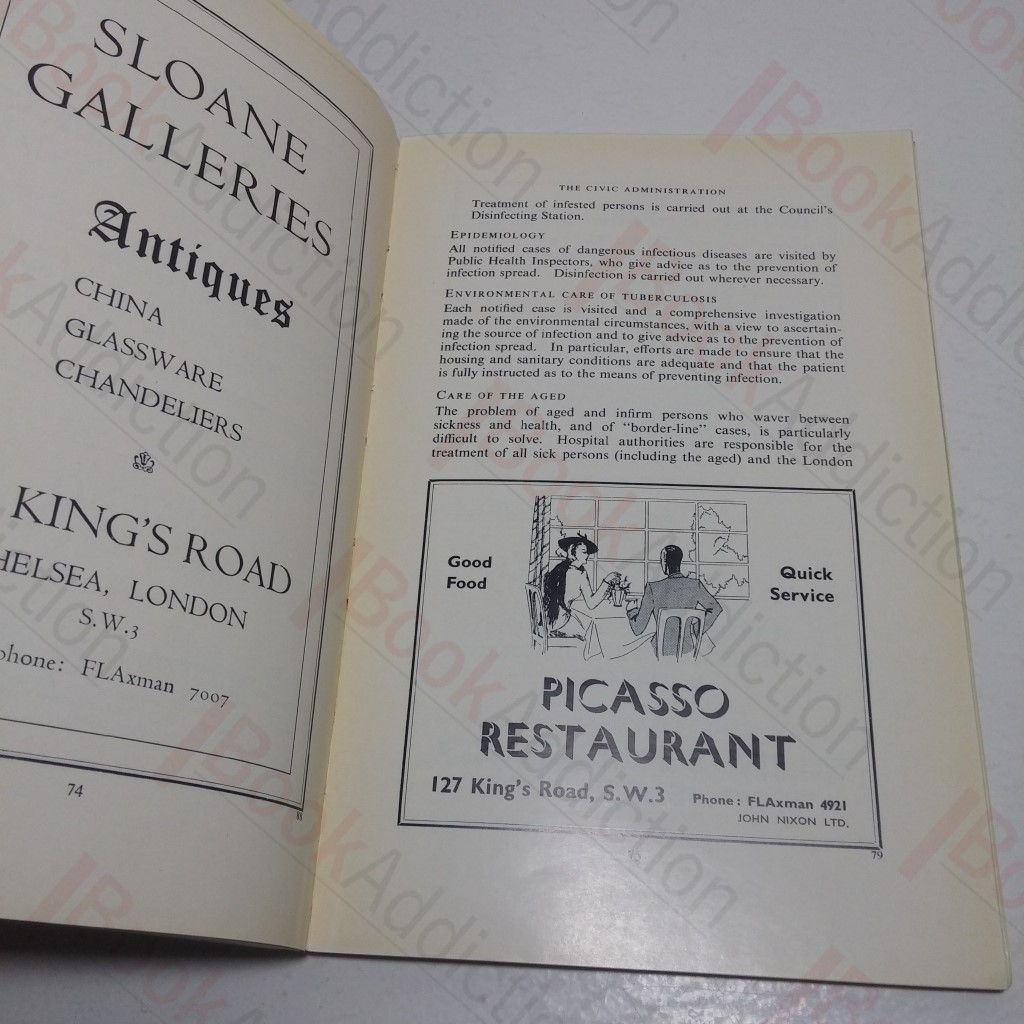 SLOANE
GALLERIES
Antiques
CHINA
GLASSWARE
CHANDELIERS
KING'S ROAD
HELSEA, LONDON
S.W.3
phone: FLAxman 7007
74
THE CIVIC ADMINISTRATION
Treatment of infested persons is carried out at the Council's
Disinfecting Station.
EPIDEMIOLOGY
All notified cases of dangerous infectious diseases are visited by
Public Health Inspectors, who give advice as to the prevention of
infection spread. Disinfection is carried out wherever necessary.
ENVIRONMENTAL CARE OF TUBERCULOSIS
Each notified case is visited and a comprehensive investigation
made of the environmental circumstances, with a view to ascertain-
ing the source of infection and to give advice as to the prevention of
infection spread. In particular, efforts are made to ensure that the
housing and sanitary conditions are adequate and that the patient
is fully instructed as to the means of preventing infection.
CARE OF THE AGED
The problem of aged and infirm persons who waver between
sickness and health, and of "border-line" cases, is particularly
difficult to solve. Hospital authorities are responsible for the
treatment of all sick persons (including the aged) and the London
Good
Food
Quick
Service
PICASSO
RESTAURANT
127 King's Road, S.W.3 Phone: FLAxman 4921
JOHN NIXON LTD.
79
BookAddiction